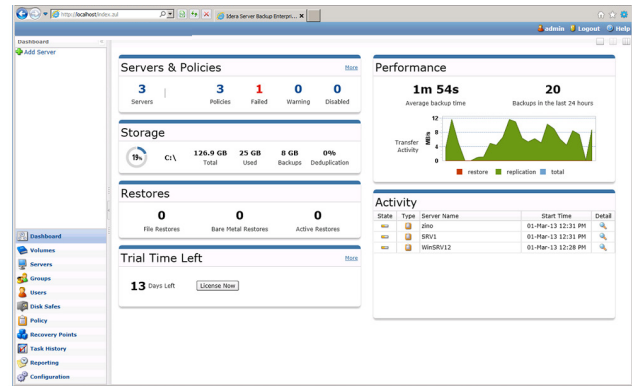 http://localhost/index.zul
Idera Server Backup Enterpri...
admin Logout Help
Dashboard
Add Server
Servers & Policies More
3 3 1 0 0
Servers Policies Failed Warning Disabled
Storage
19% C:\ 126.9 GB 25 GB 8 GB 0%
Total Used Backups Deduplication
Restores
0 0 0
File Restores Bare Metal Restores Active Restores
Trial Time Left More
13 Days Left License Now
Performance
1m 54s 20
Average backup time Backups in the last 24 hours
Transfer Activity
MB/s
12
8
4
0
restore replication total
Activity
State Type Server Name Start Time Detail
zino 01-Mar-13 12:31 PM
SRV1 01-Mar-13 12:31 PM
WinSRV12 01-Mar-13 12:28 PM
Dashboard
Volumes
Servers
Groups
Users
Disk Safes
Policy
Recovery Points
Task History
Reporting
Configuration